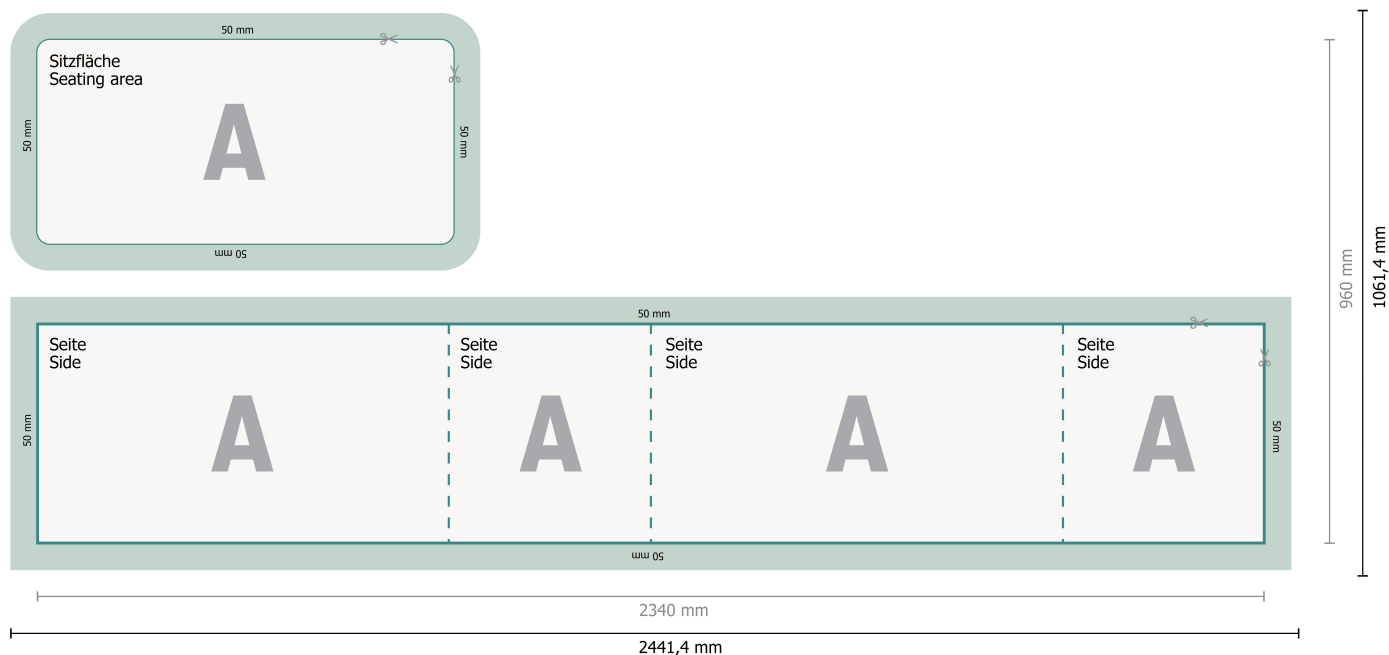 50 mm
Sitzfläche
Seating area
50 mm
A
50 mm
50 mm
960 mm
1061,4 mm
50 mm
Seite
Side
Seite
Side
Seite
Side
Seite
Side
50 mm
A
A
A
A
50 mm
50 mm
2340 mm
2441,4 mm